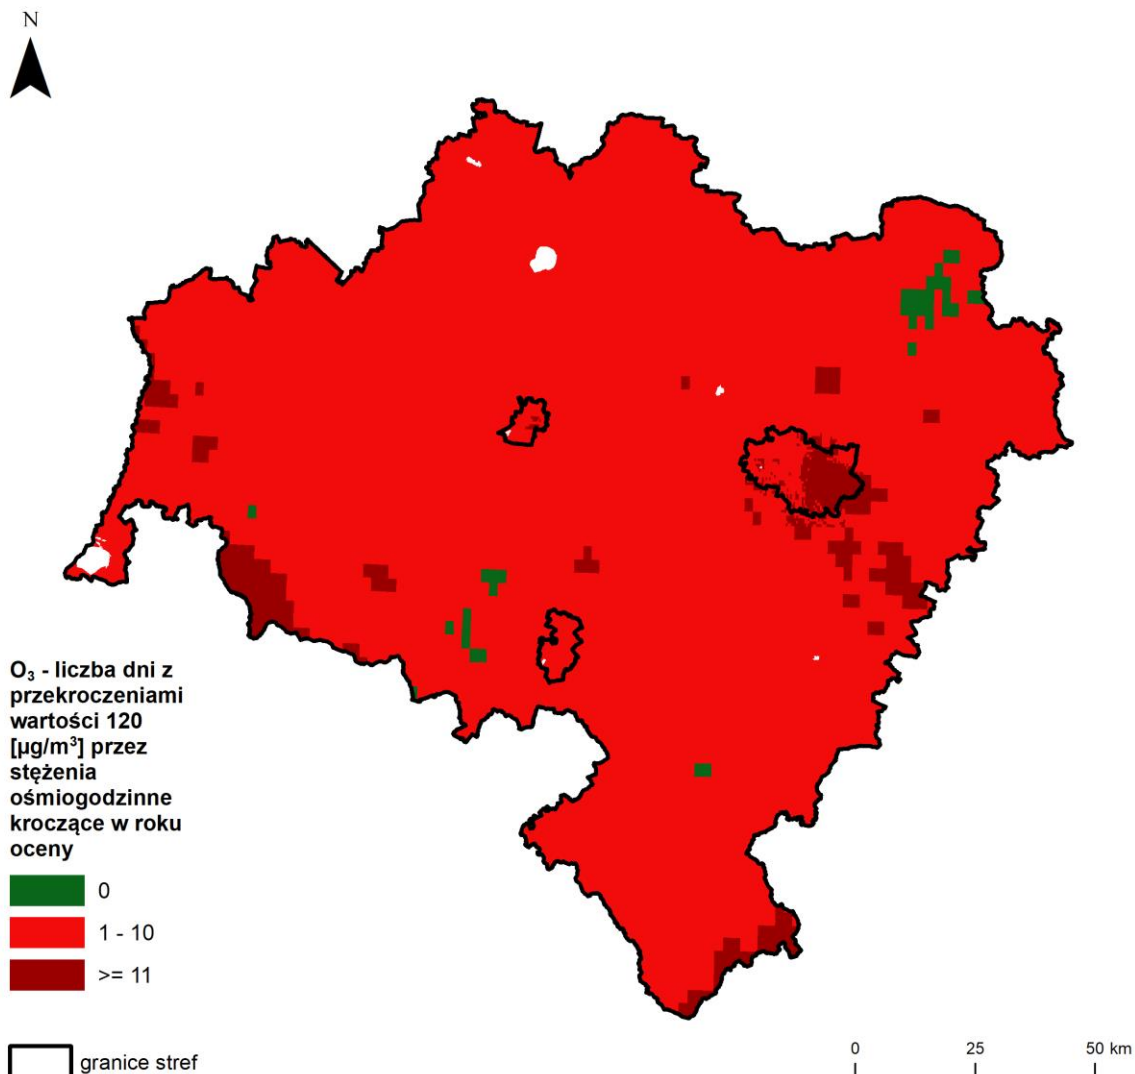 N
O₃ - liczba dni z
przekroczeniami
wartości 120
[µg/m³] przez
stężenia
ośmiogodzinne
kroczące w roku
oceny
0
1 - 10
>= 11
granice stref
0 25 50 km